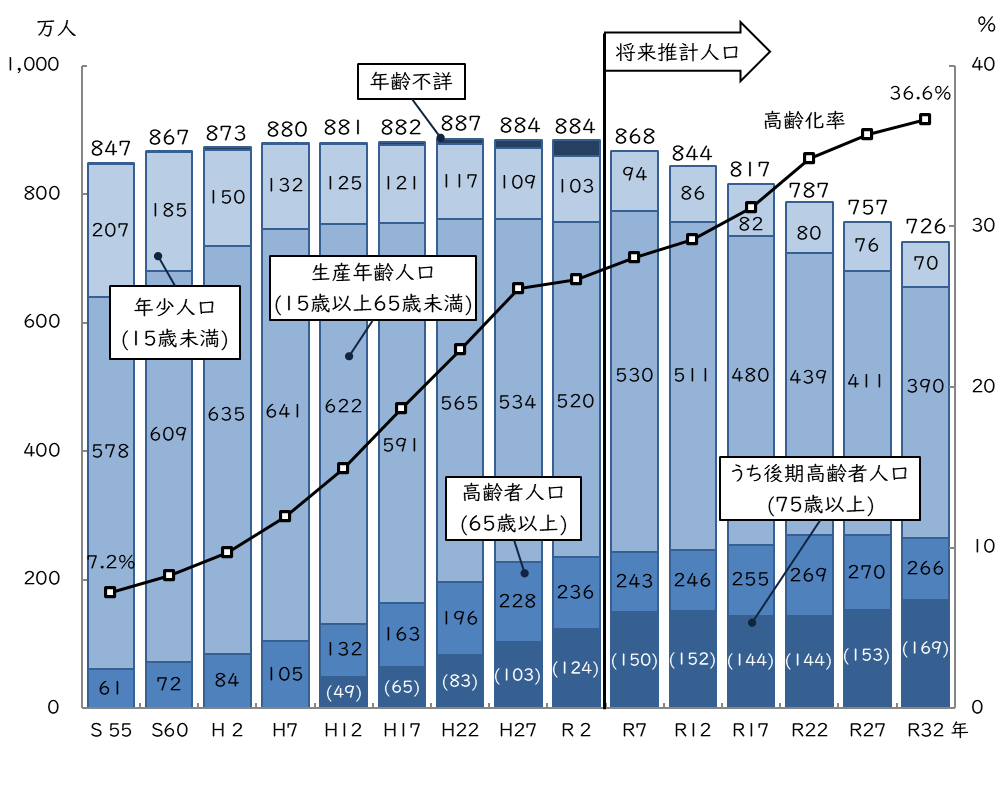 万人
%
将来推計人口
1,000
40
年齢不詳
36.6%
高齢化率
847 867 873 880 881 882 887 884 884 868 844 817 787 757 726
800
30
207 185 150 132 125 121 117 109 103 94 86 82 80 76 70
生産年齢人口
(15歳以上65歳未満)
年少人口
(15歳未満)
600
20
578 609 635 641 622 591 565 534 520 530 511 480 439 411 390
400
高齢者人口
(65歳以上)
うち後期高齢者人口
(75歳以上)
7.2%
10
200
61 72 84 105 132 163 196 228 236 243 246 255 269 270 266
(49) (65) (83) (103) (124) (150) (152) (144) (144) (153) (169)
0
0
S 55 S60 H 2 H7 H12 H17 H22 H27 R 2 R7 R12 R17 R22 R27 R32 年